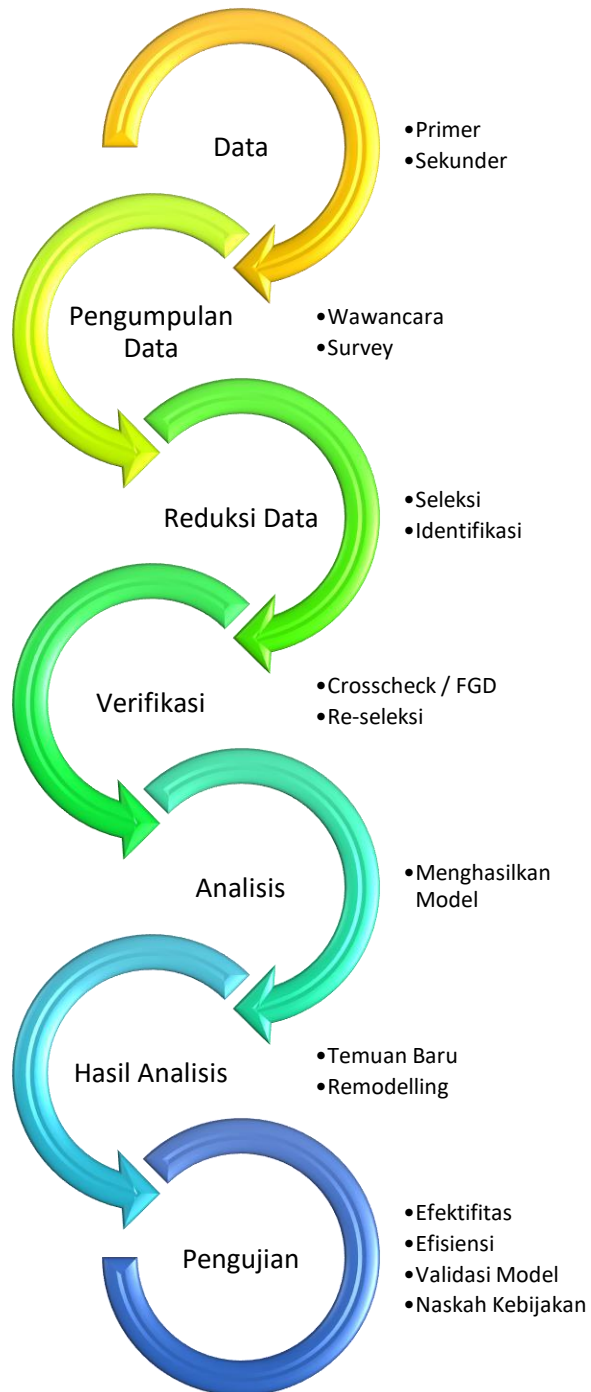 Data
•Primer
•Sekunder
Pengumpulan
Data
•Wawancara
•Survey
Reduksi Data
•Seleksi
•Identifikasi
Verifikasi
•Crosscheck / FGD
•Re-seleksi
Analisis
•Menghasilkan
Model
Hasil Analisis
•Temuan Baru
•Remodelling
Pengujian
•Efektifitas
•Efisiensi
•Validasi Model
•Naskah Kebijakan